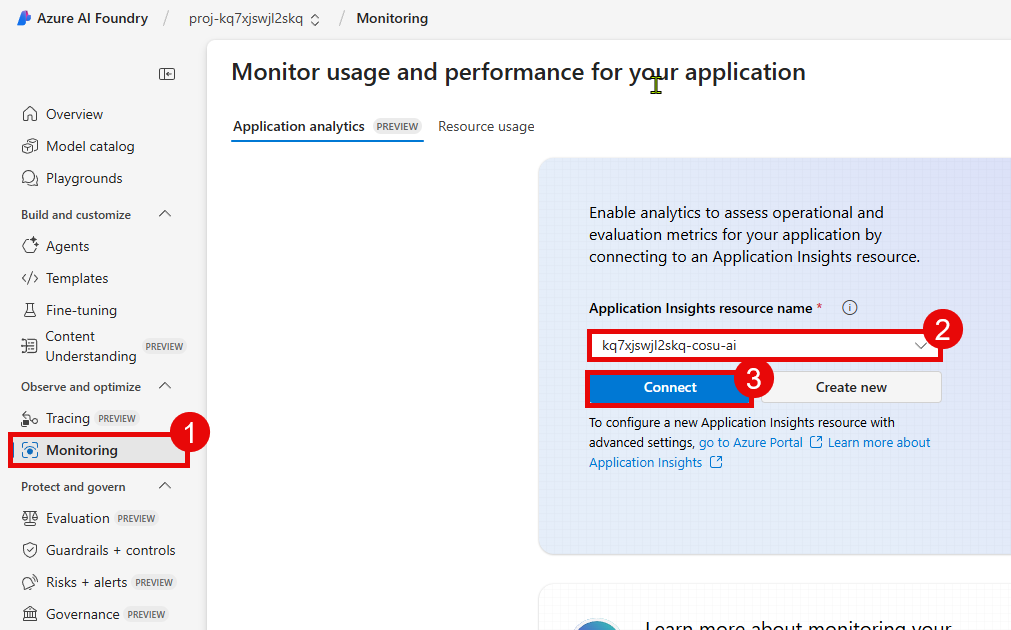 Azure AI Foundry / proj-kq7xjswjl2skq / Monitoring
Monitor usage and performance for your application
Application analytics PREVIEW Resource usage
Overview
Model catalog
Playgrounds
Build and customize
Agents
Templates
Fine-tuning
Content
Understanding PREVIEW
Observe and optimize
Tracing PREVIEW
Monitoring
1
Protect and govern
Evaluation PREVIEW
Guardrails + controls
Risks + alerts PREVIEW
Governance PREVIEW
Enable analytics to assess operational and
evaluation metrics for your application by
connecting to an Application Insights resource.
Application Insights resource name *
kq7xjswjl2skq-cosu-ai
2
Connect
3
Create new
To configure a new Application Insights resource with
advanced settings, go to Azure Portal Learn more about
Application Insights
Learn more about monitoring your